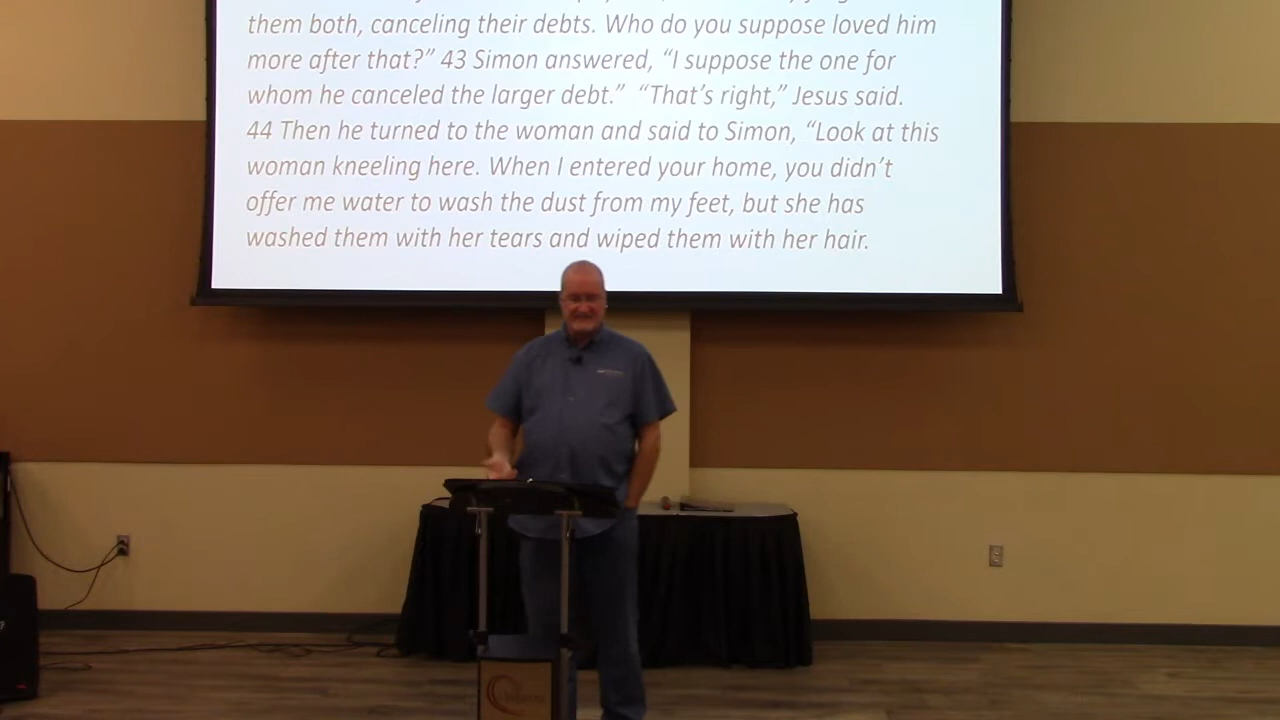 them both, canceling their debts. Who do you suppose loved him
more after that?” 43 Simon answered, “I suppose the one for
whom he canceled the larger debt.”  “That’s right,” Jesus said.
44 Then he turned to the woman and said to Simon, “Look at this
woman kneeling here. When I entered your home, you didn’t
offer me water to wash the dust from my feet, but she has
washed them with her tears and wiped them with her hair.